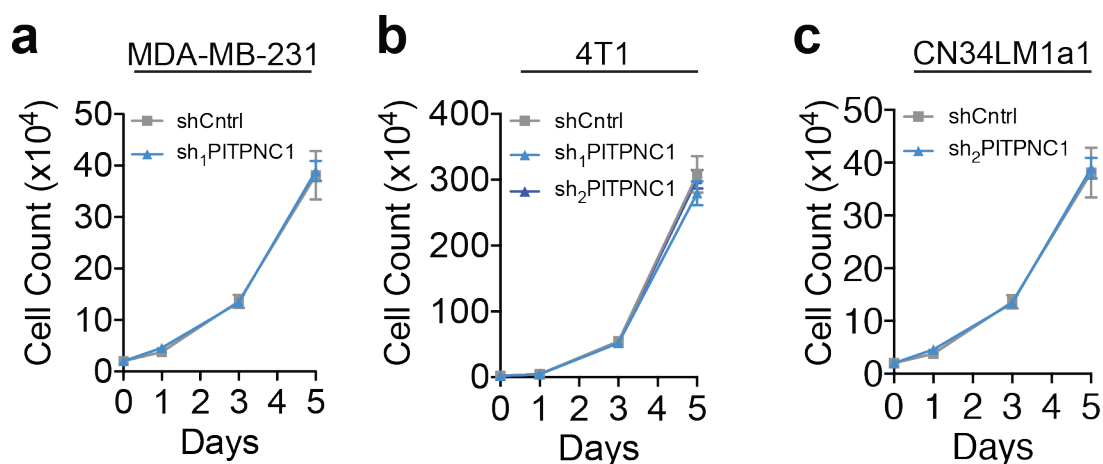 a
MDA-MB-231
Cell Count (x10⁴)
50
40
30
20
10
0
shCntrl
sh₁PITPNC1
0 1 2 3 4 5
Days
b
4T1
Cell Count (x10⁴)
400
300
200
100
0
shCntrl
sh₁PITPNC1
sh₂PITPNC1
0 1 2 3 4 5
Days
c
CN34LM1a1
Cell Count (x10⁴)
50
40
30
20
10
0
shCntrl
sh₂PITPNC1
0 1 2 3 4 5
Days